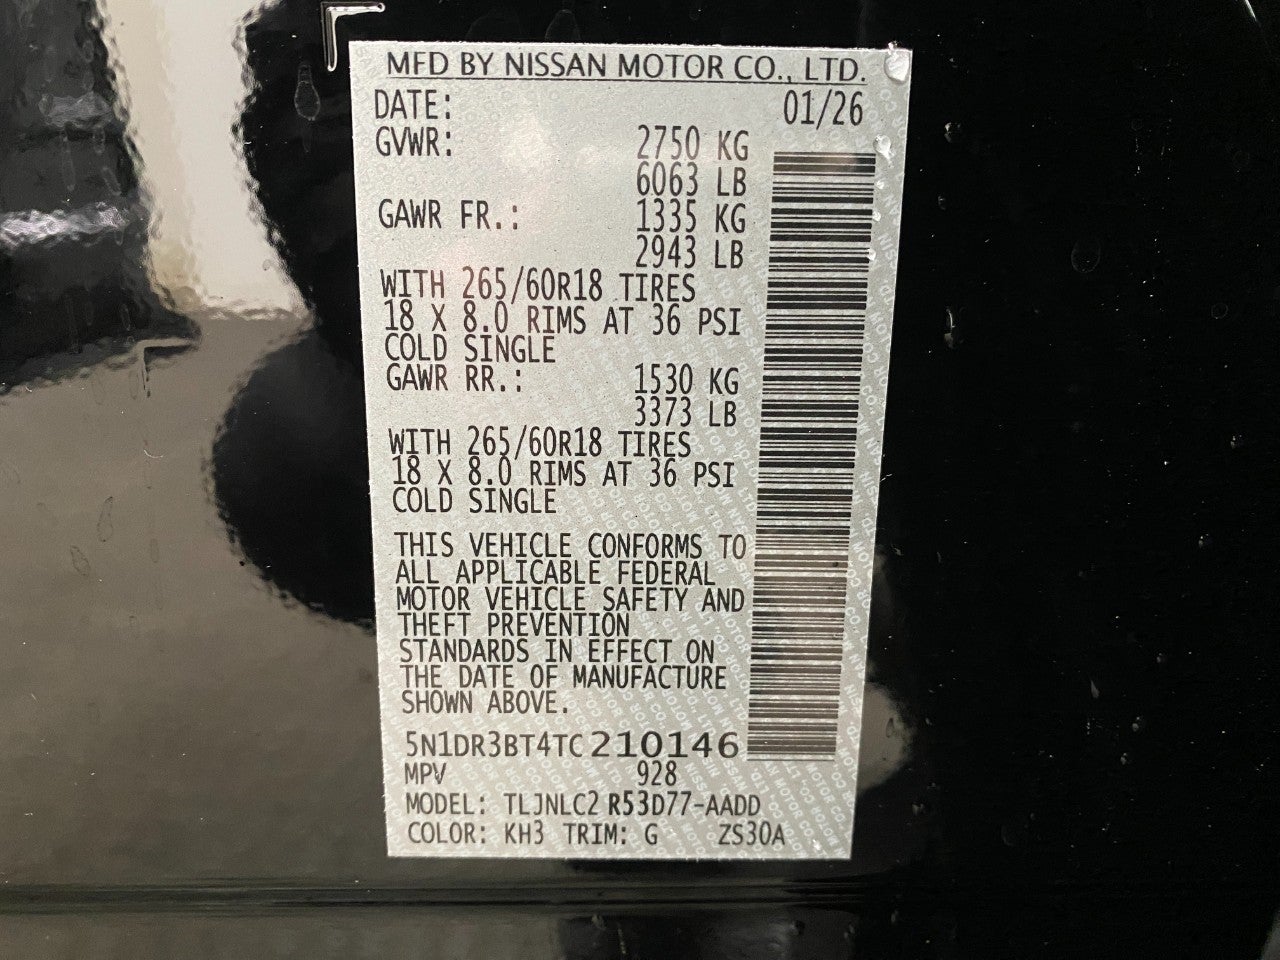 MFD BY NISSAN MOTOR CO., LTD.
DATE: 01/26
GVWR: 2750 KG
6063 LB
GAWR FR.: 1335 KG
2943 LB
WITH 265/60R18 TIRES
18 X 8.0 RIMS AT 36 PSI
COLD SINGLE
GAWR RR.: 1530 KG
3373 LB
WITH 265/60R18 TIRES
18 X 8.0 RIMS AT 36 PSI
COLD SINGLE
THIS VEHICLE CONFORMS TO
ALL APPLICABLE FEDERAL
MOTOR VEHICLE SAFETY AND
THEFT PREVENTION
STANDARDS IN EFFECT ON
THE DATE OF MANUFACTURE
SHOWN ABOVE.
5N1DR3BT4TC210146
MPV 928
MODEL: TLJNLC2 R53D77-AADD
COLOR: KH3 TRIM: G ZS30A